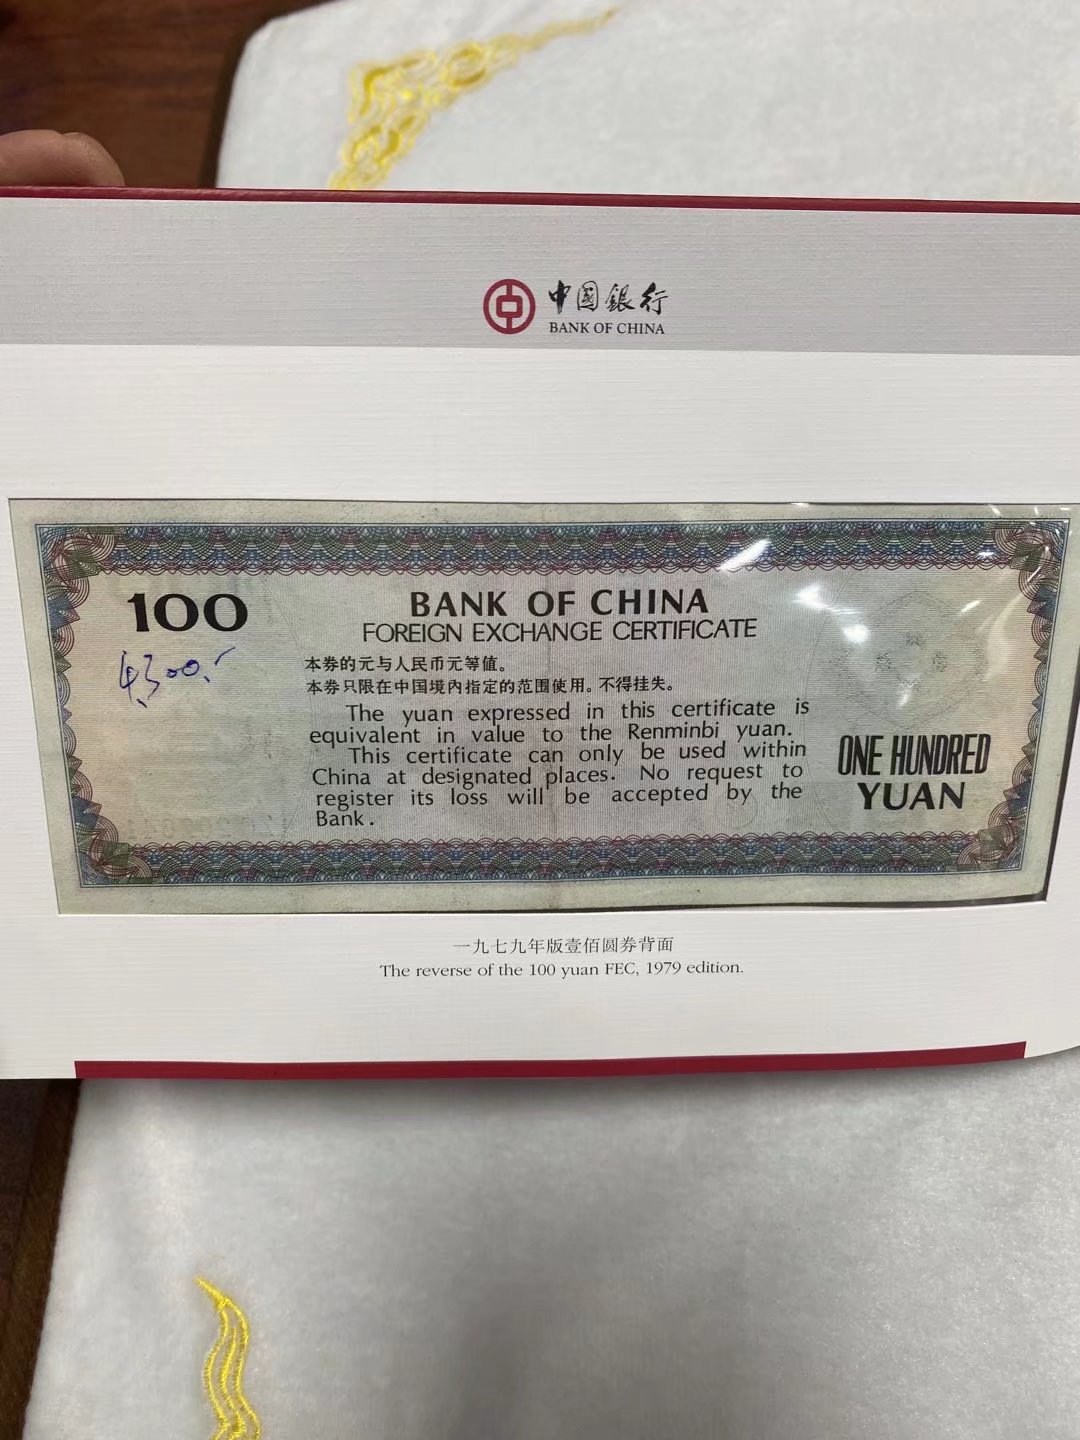 中国銀行
BANK OF CHINA
100
4,300.-
BANK OF CHINA
FOREIGN EXCHANGE CERTIFICATE
本券的元与人民币元等値。
本券只限在中国境内指定的范围使用。不得挂失。
The yuan expressed in this certificate is
equivalent in value to the Renminbi yuan.
This certificate can only be used within
China at designated places. No request to
register its loss will be accepted by the
Bank.
ONE HUNDRED
YUAN
一九七九年版壹佰圆券背面
The reverse of the 100 yuan FEC, 1979 edition.